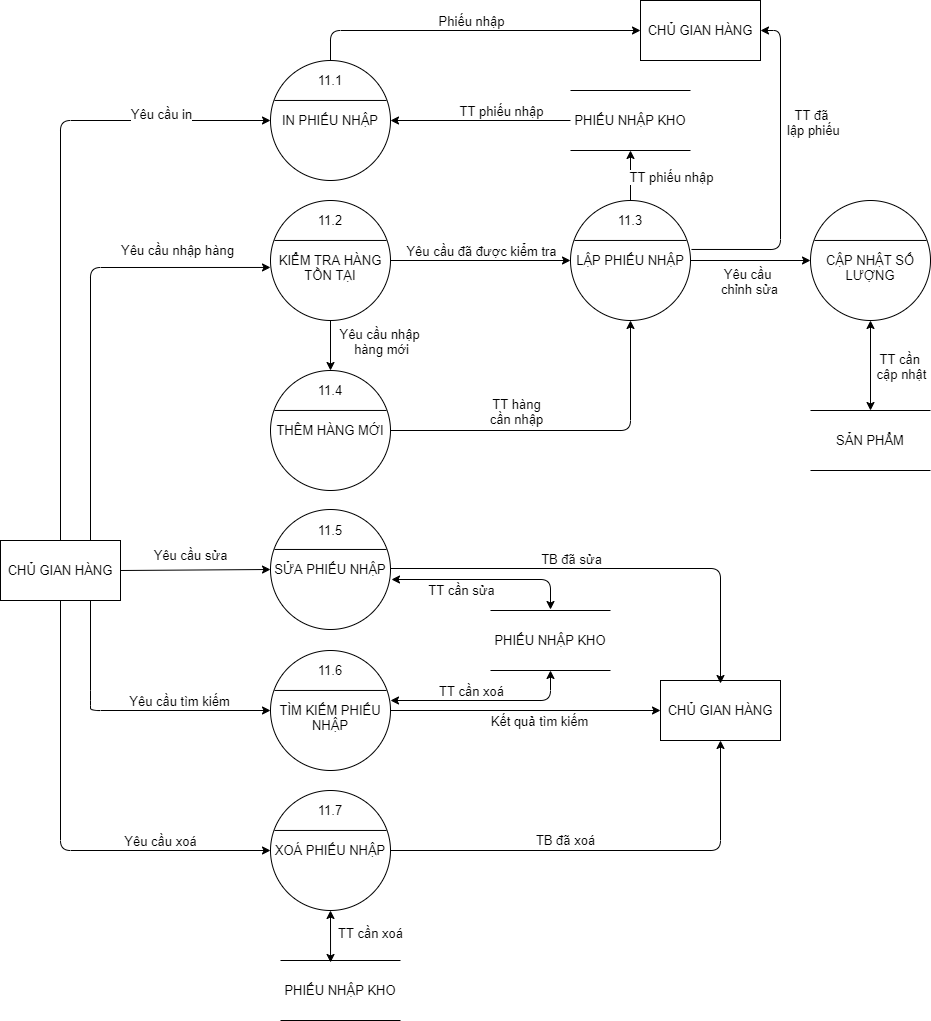 Phiếu nhập
CHỦ GIAN HÀNG
11.1
IN PHIẾU NHẬP
Yêu cầu in
TT phiếu nhập
PHIẾU NHẬP KHO
TT đã
lập phiếu
TT phiếu nhập
11.2
KIỂM TRA HÀNG
TỒN TẠI
Yêu cầu nhập hàng
Yêu cầu đã được kiểm tra
11.3
LẬP PHIẾU NHẬP
Yêu cầu
chỉnh sửa
CẬP NHẬT SỐ
LƯỢNG
Yêu cầu nhập
hàng mới
TT cần
cập nhật
11.4
THÊM HÀNG MỚI
TT hàng
cần nhập
SẢN PHẨM
CHỦ GIAN HÀNG
Yêu cầu sửa
11.5
SỬA PHIẾU NHẬP
TB đã sửa
TT cần sửa
PHIẾU NHẬP KHO
11.6
TÌM KIẾM PHIẾU
NHẬP
Yêu cầu tìm kiếm
TT cần xoá
Kết quả tìm kiếm
CHỦ GIAN HÀNG
11.7
XOÁ PHIẾU NHẬP
Yêu cầu xoá
TB đã xoá
TT cần xoá
PHIẾU NHẬP KHO